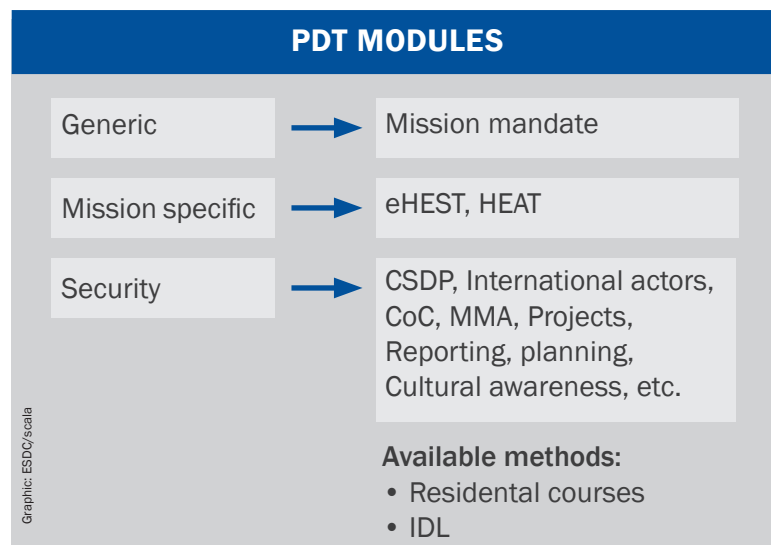 PDT MODULES
Generic
Mission mandate
Mission specific
eHEST, HEAT
Security
CSDP, International actors,
CoC, MMA, Projects,
Reporting, planning,
Cultural awareness, etc.
Available methods:
• Residental courses
• IDL
Graphic: ESDC/scala